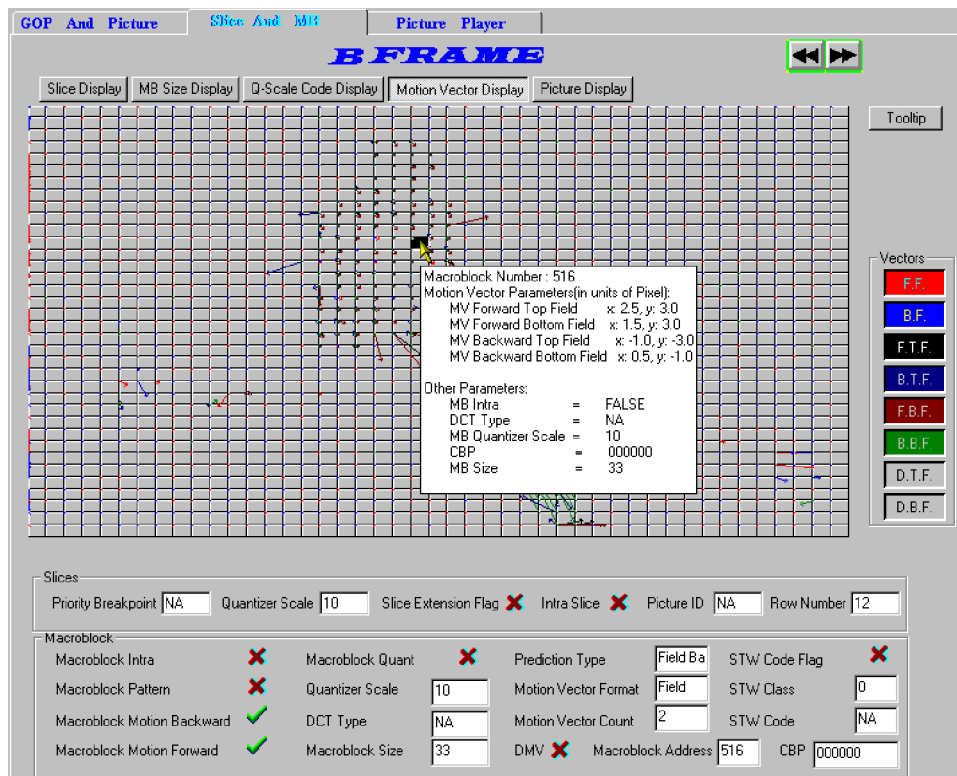 GOP And Picture Slice And MB Picture Player
B FRAME
Slice Display MB Size Display Q-Scale Code Display Motion Vector Display Picture Display
Tooltip
Vectors
F.F.
B.F.
F.T.F.
B.T.F.
F.B.F.
B.B.F.
D.T.F.
D.B.F.
Macroblock Number : 516
Motion Vector Parameters(in units of Pixel):
MV Forward Top Field x: 2.5, y: 3.0
MV Forward Bottom Field x: 1.5, y: 3.0
MV Backward Top Field x: -1.0, y: -3.0
MV Backward Bottom Field x: 0.5, y: -1.0
Other Parameters:
MB Intra = FALSE
DCT Type = NA
MB Quantizer Scale = 10
CBP = 000000
MB Size = 33
Slices
Priority Breakpoint NA Quantizer Scale 10 Slice Extension Flag Intra Slice Picture ID NA Row Number 12
Macroblock
Macroblock Intra Macroblock Quant Prediction Type Field Ba STW Code Flag
Macroblock Pattern Quantizer Scale 10 Motion Vector Format Field STW Class 0
Macroblock Motion Backward DCT Type NA Motion Vector Count 2 STW Code NA
Macroblock Motion Forward Macroblock Size 33 DMV Macroblock Address 516 CBP 000000